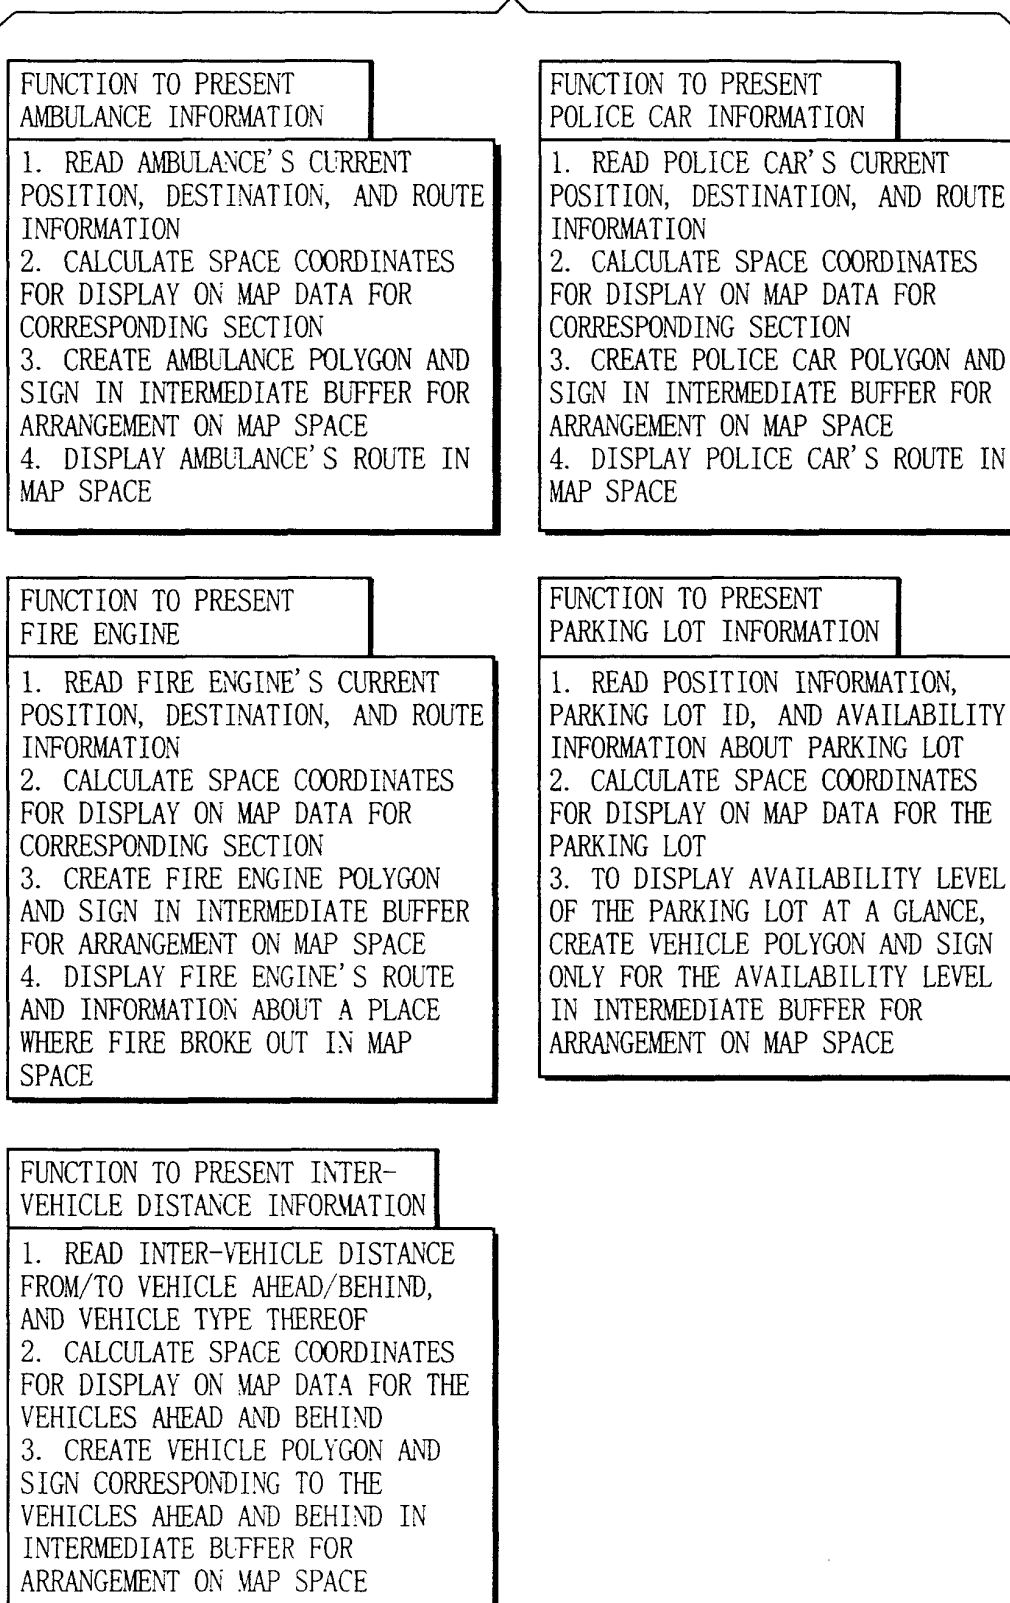 FUNCTION TO PRESENT
AMBULANCE INFORMATION
1. READ AMBULANCE'S CURRENT
POSITION, DESTINATION, AND ROUTE
INFORMATION
2. CALCULATE SPACE COORDINATES
FOR DISPLAY ON MAP DATA FOR
CORRESPONDING SECTION
3. CREATE AMBULANCE POLYGON AND
SIGN IN INTERMEDIATE BUFFER FOR
ARRANGEMENT ON MAP SPACE
4. DISPLAY AMBULANCE'S ROUTE IN
MAP SPACE
FUNCTION TO PRESENT
POLICE CAR INFORMATION
1. READ POLICE CAR'S CURRENT
POSITION, DESTINATION, AND ROUTE
INFORMATION
2. CALCULATE SPACE COORDINATES
FOR DISPLAY ON MAP DATA FOR
CORRESPONDING SECTION
3. CREATE POLICE CAR POLYGON AND
SIGN IN INTERMEDIATE BUFFER FOR
ARRANGEMENT ON MAP SPACE
4. DISPLAY POLICE CAR'S ROUTE IN
MAP SPACE
FUNCTION TO PRESENT
FIRE ENGINE
1. READ FIRE ENGINE'S CURRENT
POSITION, DESTINATION, AND ROUTE
INFORMATION
2. CALCULATE SPACE COORDINATES
FOR DISPLAY ON MAP DATA FOR
CORRESPONDING SECTION
3. CREATE FIRE ENGINE POLYGON
AND SIGN IN INTERMEDIATE BUFFER
FOR ARRANGEMENT ON MAP SPACE
4. DISPLAY FIRE ENGINE'S ROUTE
AND INFORMATION ABOUT A PLACE
WHERE FIRE BROKE OUT IN MAP
SPACE
FUNCTION TO PRESENT
PARKING LOT INFORMATION
1. READ POSITION INFORMATION,
PARKING LOT ID, AND AVAILABILITY
INFORMATION ABOUT PARKING LOT
2. CALCULATE SPACE COORDINATES
FOR DISPLAY ON MAP DATA FOR THE
PARKING LOT
3. TO DISPLAY AVAILABILITY LEVEL
OF THE PARKING LOT AT A GLANCE,
CREATE VEHICLE POLYGON AND SIGN
ONLY FOR THE AVAILABILITY LEVEL
IN INTERMEDIATE BUFFER FOR
ARRANGEMENT ON MAP SPACE
FUNCTION TO PRESENT INTER-
VEHICLE DISTANCE INFORMATION
1. READ INTER-VEHICLE DISTANCE
FROM/TO VEHICLE AHEAD/BEHIND,
AND VEHICLE TYPE THEREOF
2. CALCULATE SPACE COORDINATES
FOR DISPLAY ON MAP DATA FOR THE
VEHICLES AHEAD AND BEHIND
3. CREATE VEHICLE POLYGON AND
SIGN CORRESPONDING TO THE
VEHICLES AHEAD AND BEHIND IN
INTERMEDIATE BUFFER FOR
ARRANGEMENT ON MAP SPACE